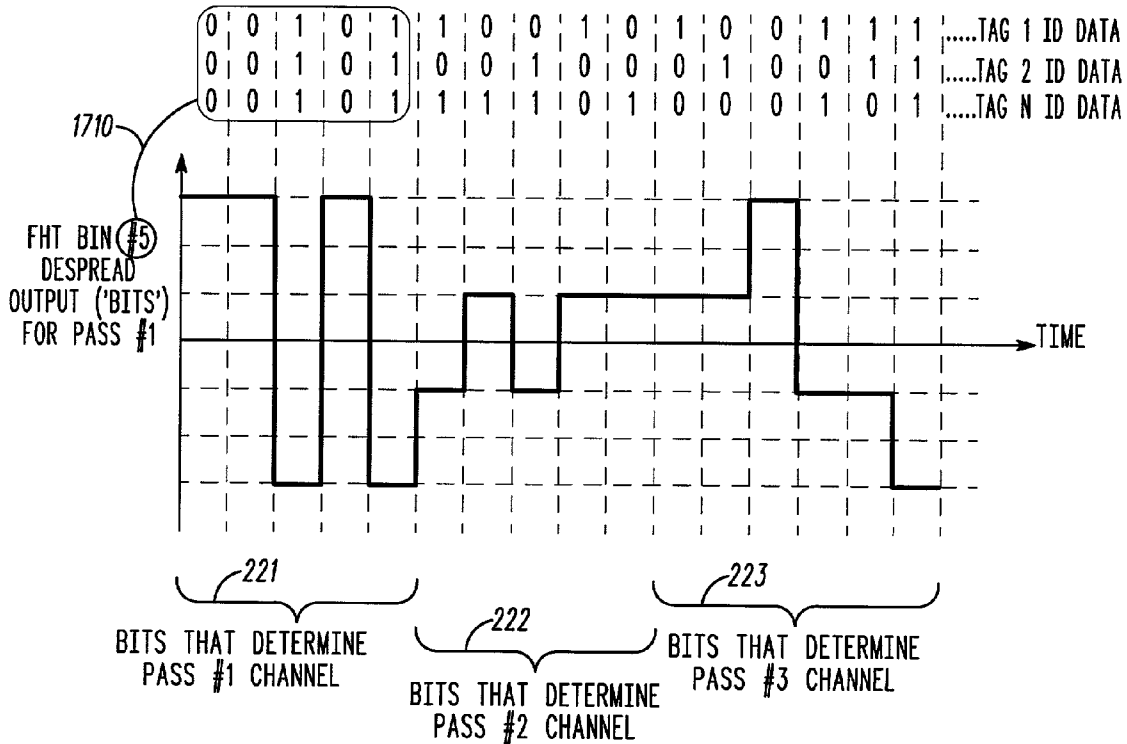 0 0 1 0 1 1 0 0 1 0 1 0 0 1 1 1 .....TAG 1 ID DATA
0 0 1 0 1 0 0 1 0 0 0 1 0 0 1 1 .....TAG 2 ID DATA
0 0 1 0 1 1 1 1 0 1 0 0 0 1 0 1 .....TAG N ID DATA
1710
FHT BIN #5
DESPREAD
OUTPUT ('BITS')
FOR PASS #1
TIME
221
BITS THAT DETERMINE
PASS #1 CHANNEL
222
BITS THAT DETERMINE
PASS #2 CHANNEL
223
BITS THAT DETERMINE
PASS #3 CHANNEL